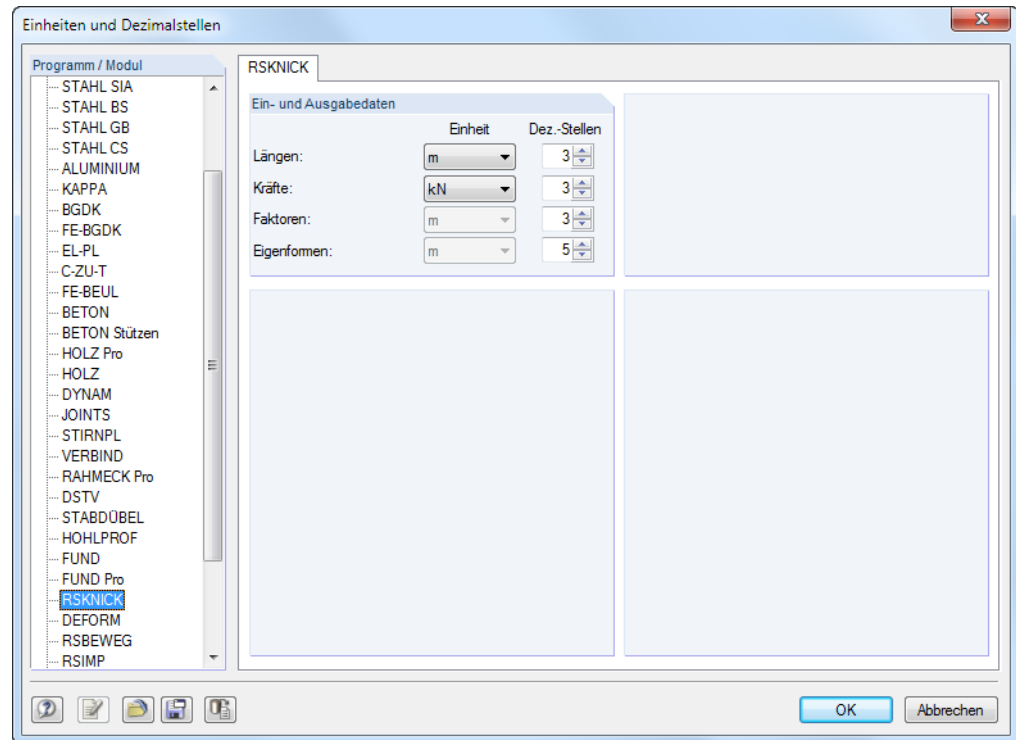 Einheiten und Dezimalstellen
Programm / Modul
STAHL SIA
STAHL BS
STAHL GB
STAHL CS
ALUMINIUM
KAPPA
BGDK
FE-BGDK
EL-PL
C-ZU-T
FE-BEUL
BETON
BETON Stützen
HOLZ Pro
HOLZ
DYNAM
JOINTS
STIRNPL
VERBIND
RAHMECK Pro
DSTV
STABDÜBEL
HOHLPROF
FUND
FUND Pro
RSKNICK
DEFORM
RSBEWEG
RSIMP
RSKNICK
Ein- und Ausgabedaten
Einheit Dez.-Stellen
Längen: m 3
Kräfte: kN 3
Faktoren: m 3
Eigenformen: m 5
OK Abbrechen